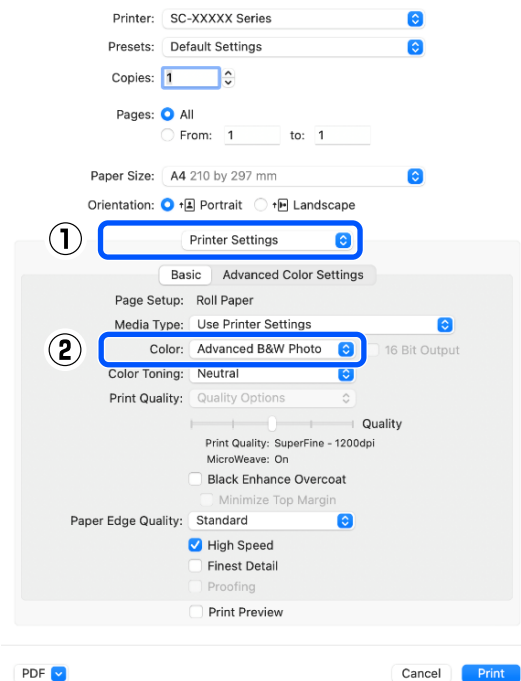 Printer: SC-XXXXX Series
Presets: Default Settings
Copies: 1
Pages: All
From: 1 to: 1
Paper Size: A4 210 by 297 mm
Orientation: Portrait Landscape
① Printer Settings
Basic Advanced Color Settings
Page Setup: Roll Paper
Media Type: Use Printer Settings
② Color: Advanced B&W Photo 16 Bit Output
Color Toning: Neutral
Print Quality: Quality Options
Quality
Print Quality: SuperFine - 1200dpi
MicroWeave: On
Black Enhance Overcoat
Minimize Top Margin
Paper Edge Quality: Standard
High Speed
Finest Detail
Proofing
Print Preview
PDF Cancel Print